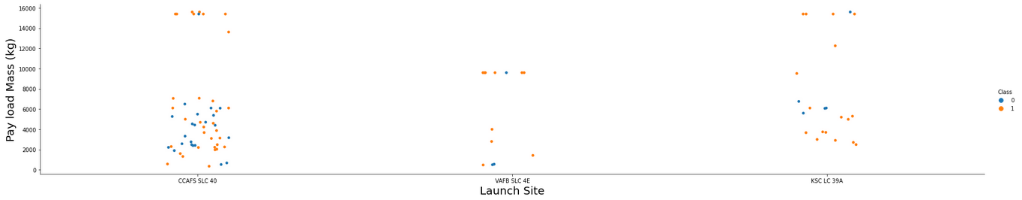 16000
14000
12000
10000
8000
6000
4000
2000
0
Pay load Mass (kg)
CCAFS SLC 40
VAFB SLC 4E
KSC LC 39A
Launch Site
Class
0
1